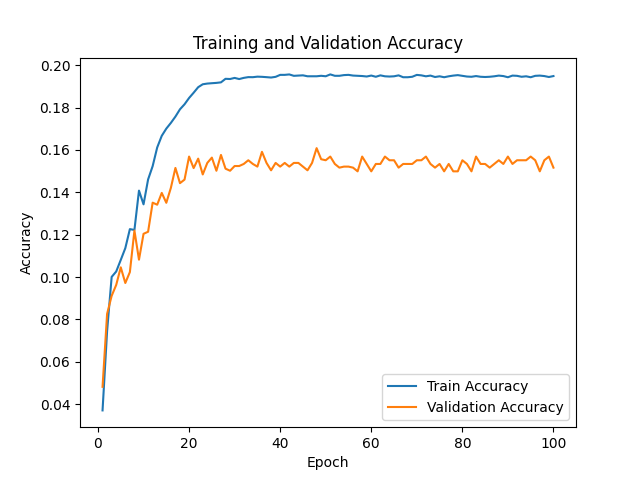 Training and Validation Accuracy
0.20
0.18
0.16
0.14
0.12
0.10
0.08
0.06
0.04
Accuracy
Train Accuracy
Validation Accuracy
0 20 40 60 80 100
Epoch